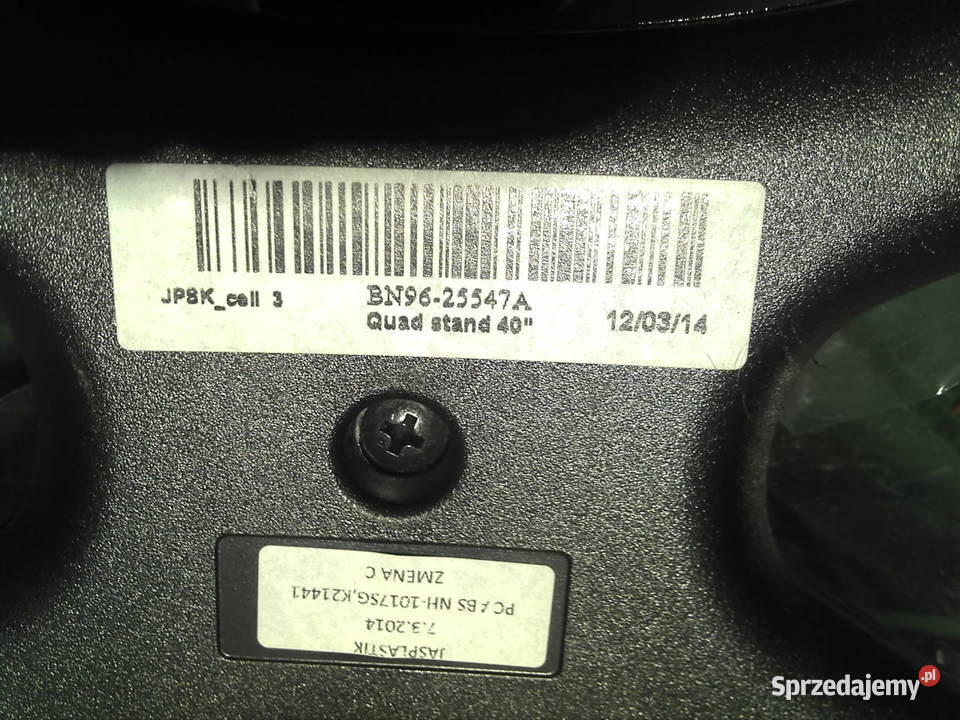 JPSK_cell 3
BN96-25547A
Quad stand 40"
12/03/14
JASPLASTIK
7.3.2014
PC/ABS NH-1017SG,K21441
ZMENA C
Sprzedajemy.pl